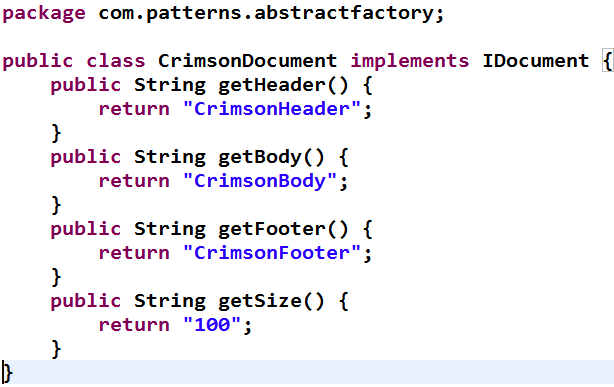 package com.patterns.abstractfactory;

public class CrimsonDocument implements IDocument {
    public String getHeader() {
        return "CrimsonHeader";
    }
    public String getBody() {
        return "CrimsonBody";
    }
    public String getFooter() {
        return "CrimsonFooter";
    }
    public String getSize() {
        return "100";
    }
}